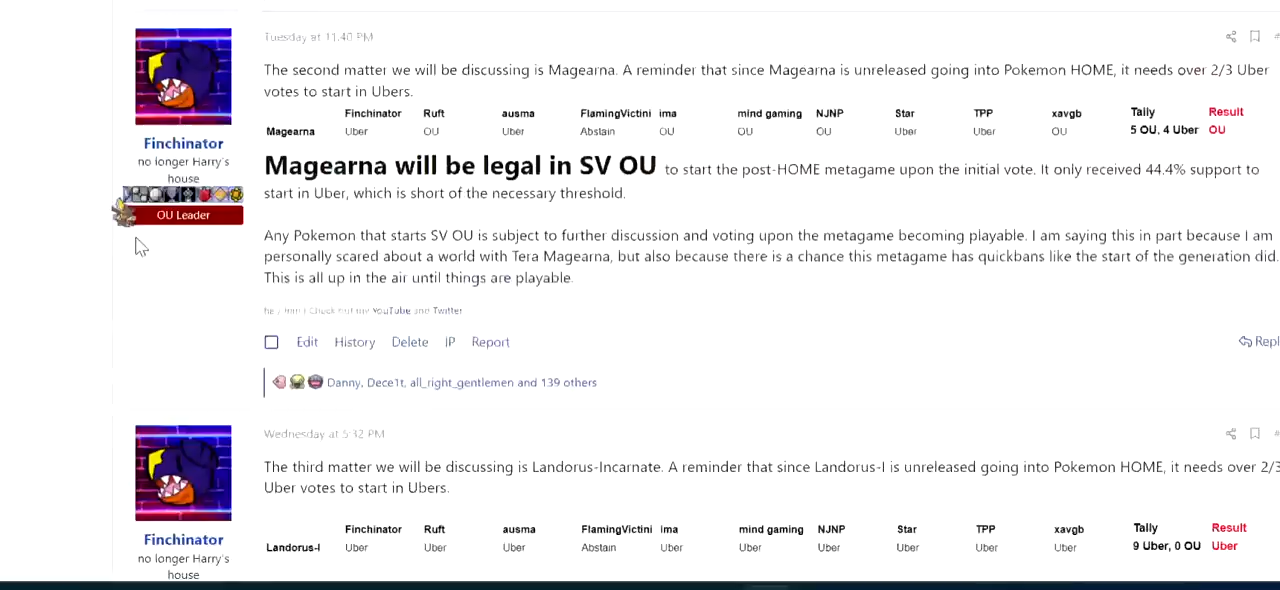 Tuesday at 11:40 PM
The second matter we will be discussing is Magearna. A reminder that since Magearna is unreleased going into Pokemon HOME, it needs over 2/3 Uber
votes to start in Ubers.
Finchinator Ruft ausma FlamingVictini ima mind gaming NJNP Star TPP xavgb Tally Result
Magearna Uber OU Uber Abstain OU OU OU Uber Uber OU 5 OU, 4 Uber OU
Finchinator
no longer Harry's
house
OU Leader
Magearna will be legal in SV OU to start the post-HOME metagame upon the initial vote. It only received 44.4% support to
start in Uber, which is short of the necessary threshold.
Any Pokemon that starts SV OU is subject to further discussion and voting upon the metagame becoming playable. I am saying this in part because I am
personally scared about a world with Tera Magearna, but also because there is a chance this metagame has quickbans like the start of the generation did.
This is all up in the air until things are playable.
he / him | Check out my YouTube and Twitter
Edit History Delete IP Report
Repl
Danny, Dece1t, all_right_gentlemen and 139 others
Wednesday at 5:32 PM
The third matter we will be discussing is Landorus-Incarnate. A reminder that since Landorus-I is unreleased going into Pokemon HOME, it needs over 2/3
Uber votes to start in Ubers.
Finchinator Ruft ausma FlamingVictini ima mind gaming NJNP Star TPP xavgb Tally Result
Landorus-I Uber Uber Uber Abstain Uber Uber Uber Uber Uber Uber 9 Uber, 0 OU Uber
Finchinator
no longer Harry's
house